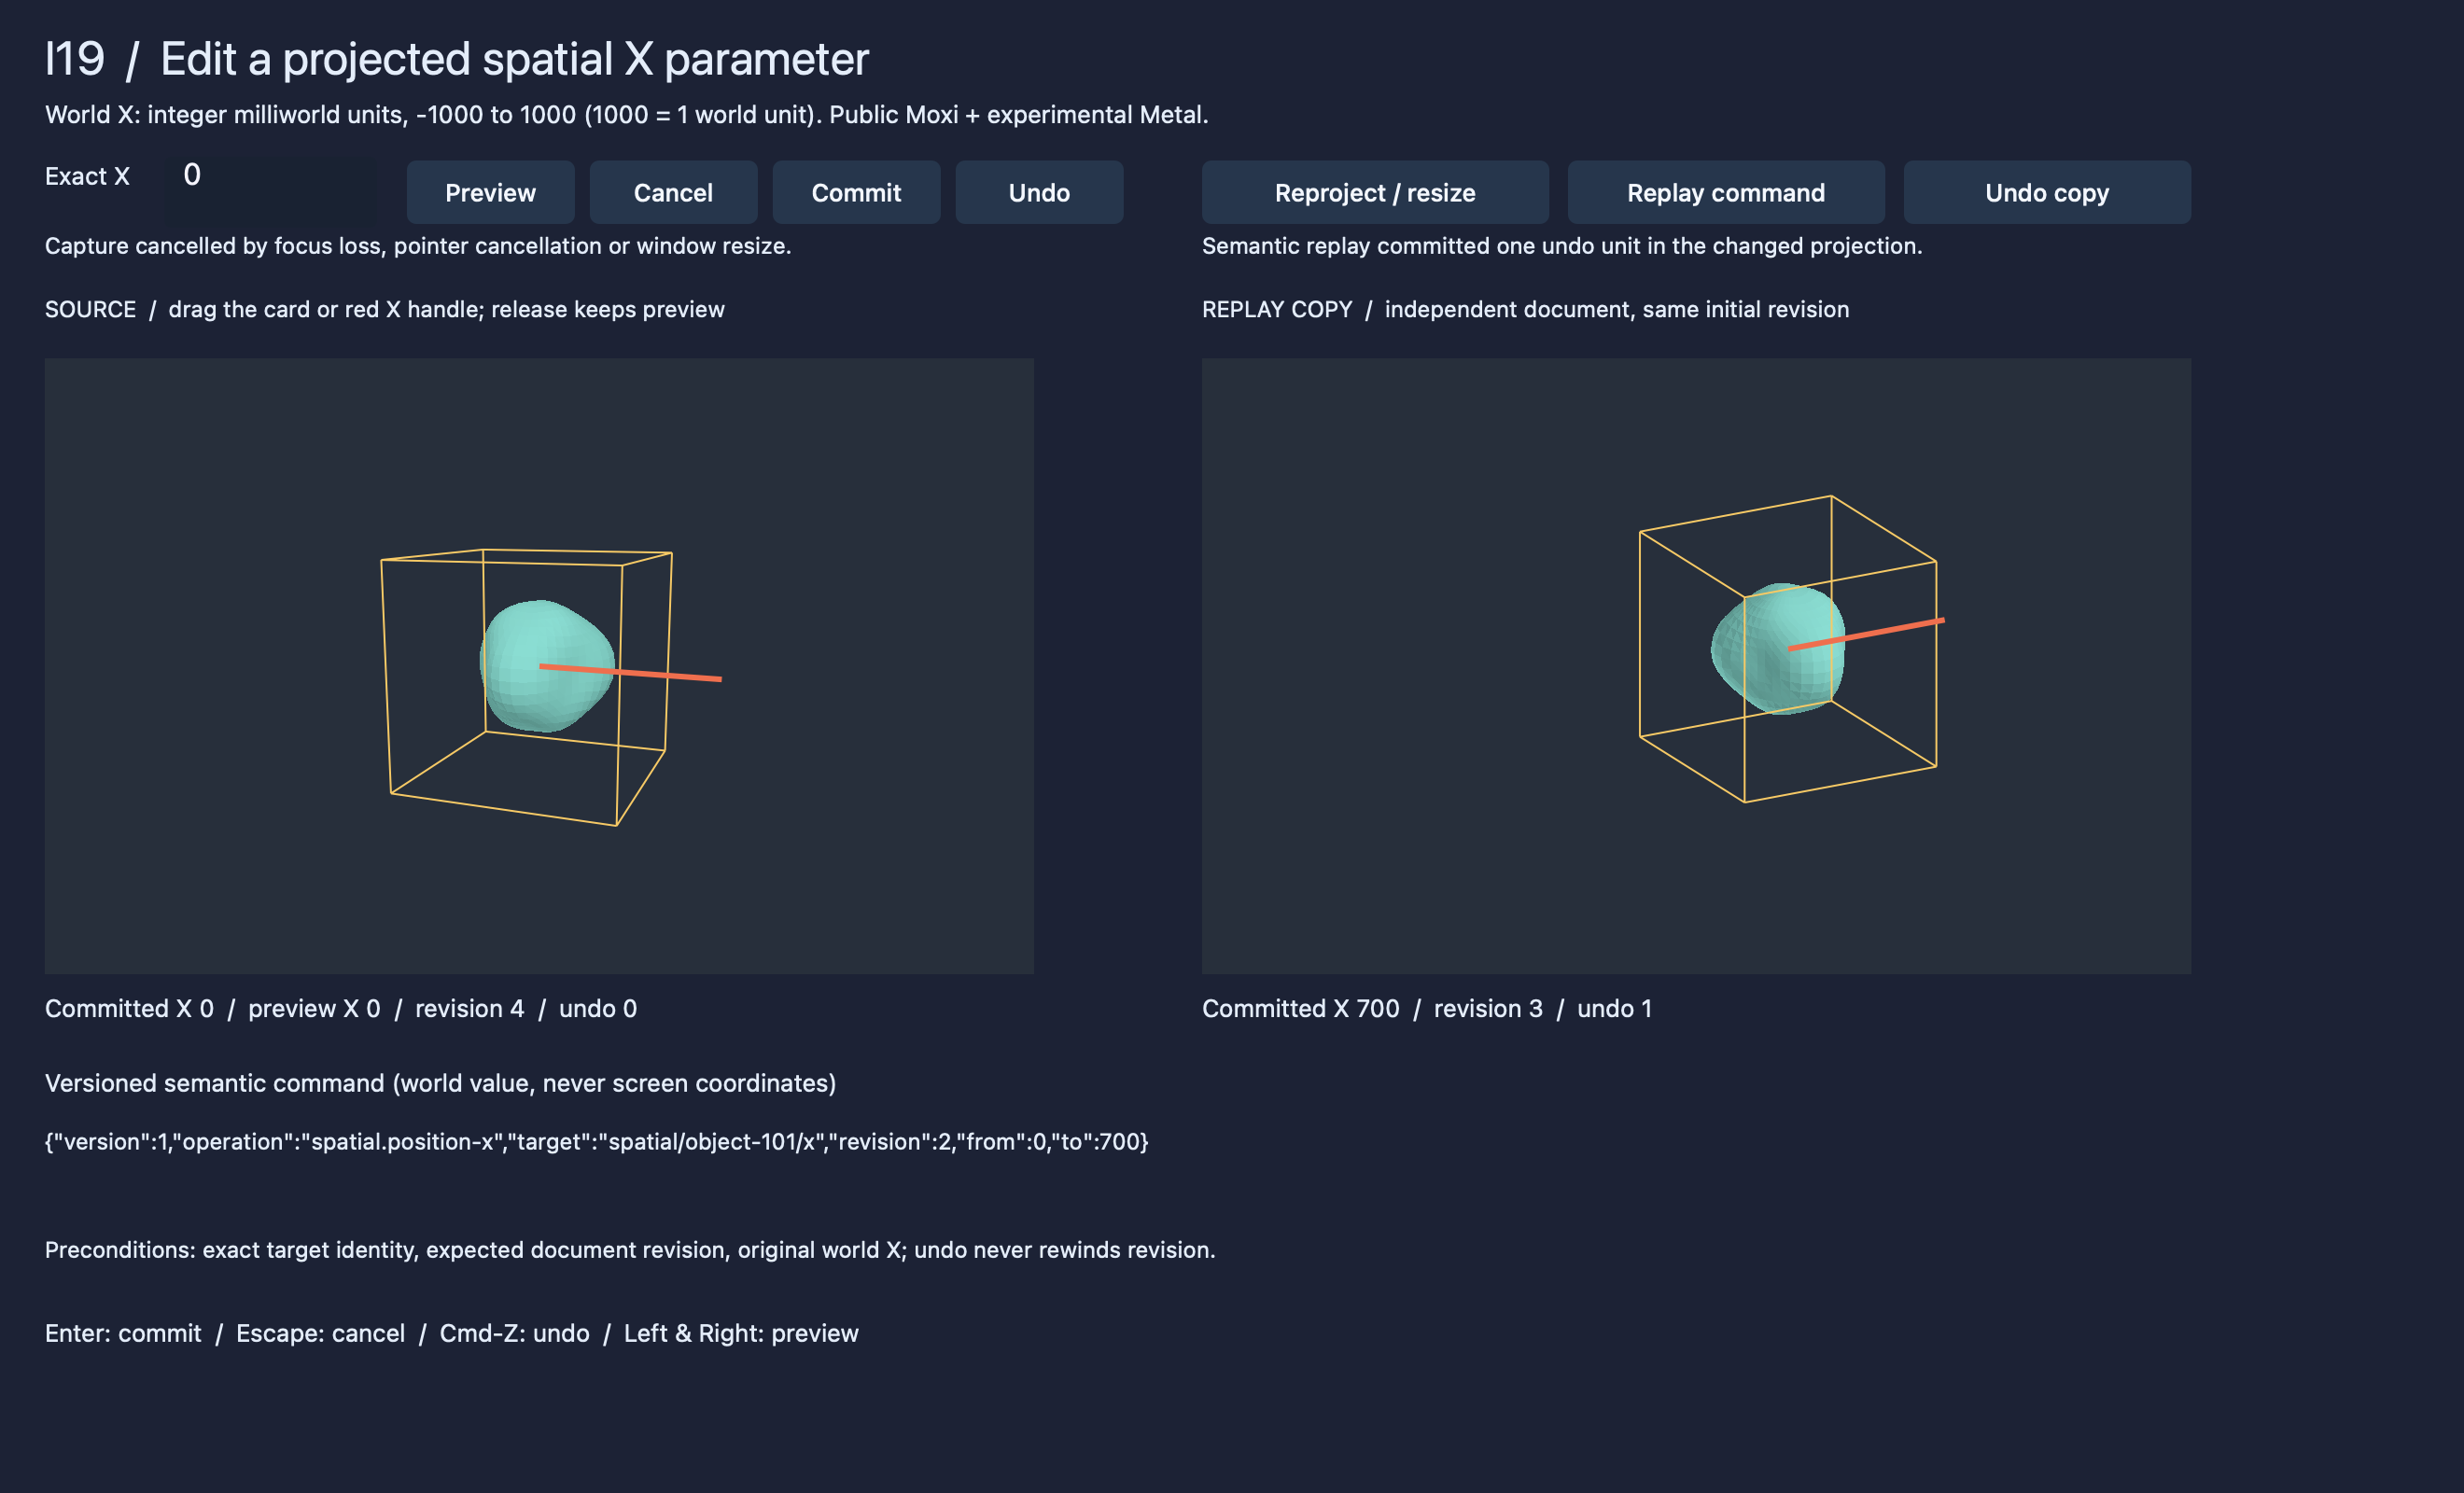 I19 / Edit a projected spatial X parameter
World X: integer milliworld units, -1000 to 1000 (1000 = 1 world unit). Public Moxi + experimental Metal.
Exact X 0 Preview Cancel Commit Undo Reproject / resize Replay command Undo copy
Capture cancelled by focus loss, pointer cancellation or window resize.
Semantic replay committed one undo unit in the changed projection.
SOURCE / drag the card or red X handle; release keeps preview
REPLAY COPY / independent document, same initial revision
Committed X 0 / preview X 0 / revision 4 / undo 0
Committed X 700 / revision 3 / undo 1
Versioned semantic command (world value, never screen coordinates)
{"version":1,"operation":"spatial.position-x","target":"spatial/object-101/x","revision":2,"from":0,"to":700}
Preconditions: exact target identity, expected document revision, original world X; undo never rewinds revision.
Enter: commit / Escape: cancel / Cmd-Z: undo / Left & Right: preview